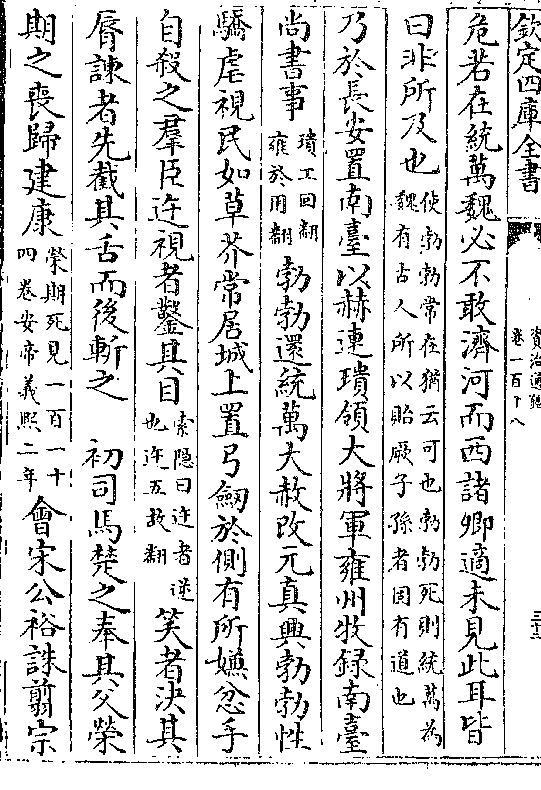 欽定四庫全書
資治通鑑
卷一百十八
三十三
危若在統萬魏必不敢濟河而西諸卿適未見此耳皆
曰非所及也
使勃勃常在猶云可也勃勃死則統萬為
魏有古人所以貽厥子孫者固有道也
乃於長安置南臺以赫連璝領大將軍雍州牧録南臺
尚書事
璝工回翻
雍於用翻
勃勃還統萬大赦改元真興勃勃性
驕虐視民如草芥常居城上置弓劒於側有所嫌忿手
自殺之羣臣迕視者鑿其目
索隐曰迕者逆
也迕五故翻
笑者決其
脣諫者先截其舌而後斬之 初司馬楚之奉其父榮
期之喪歸建康
榮期死見一百一十
四卷安帝義熙二年
會宋公裕誅翦宗